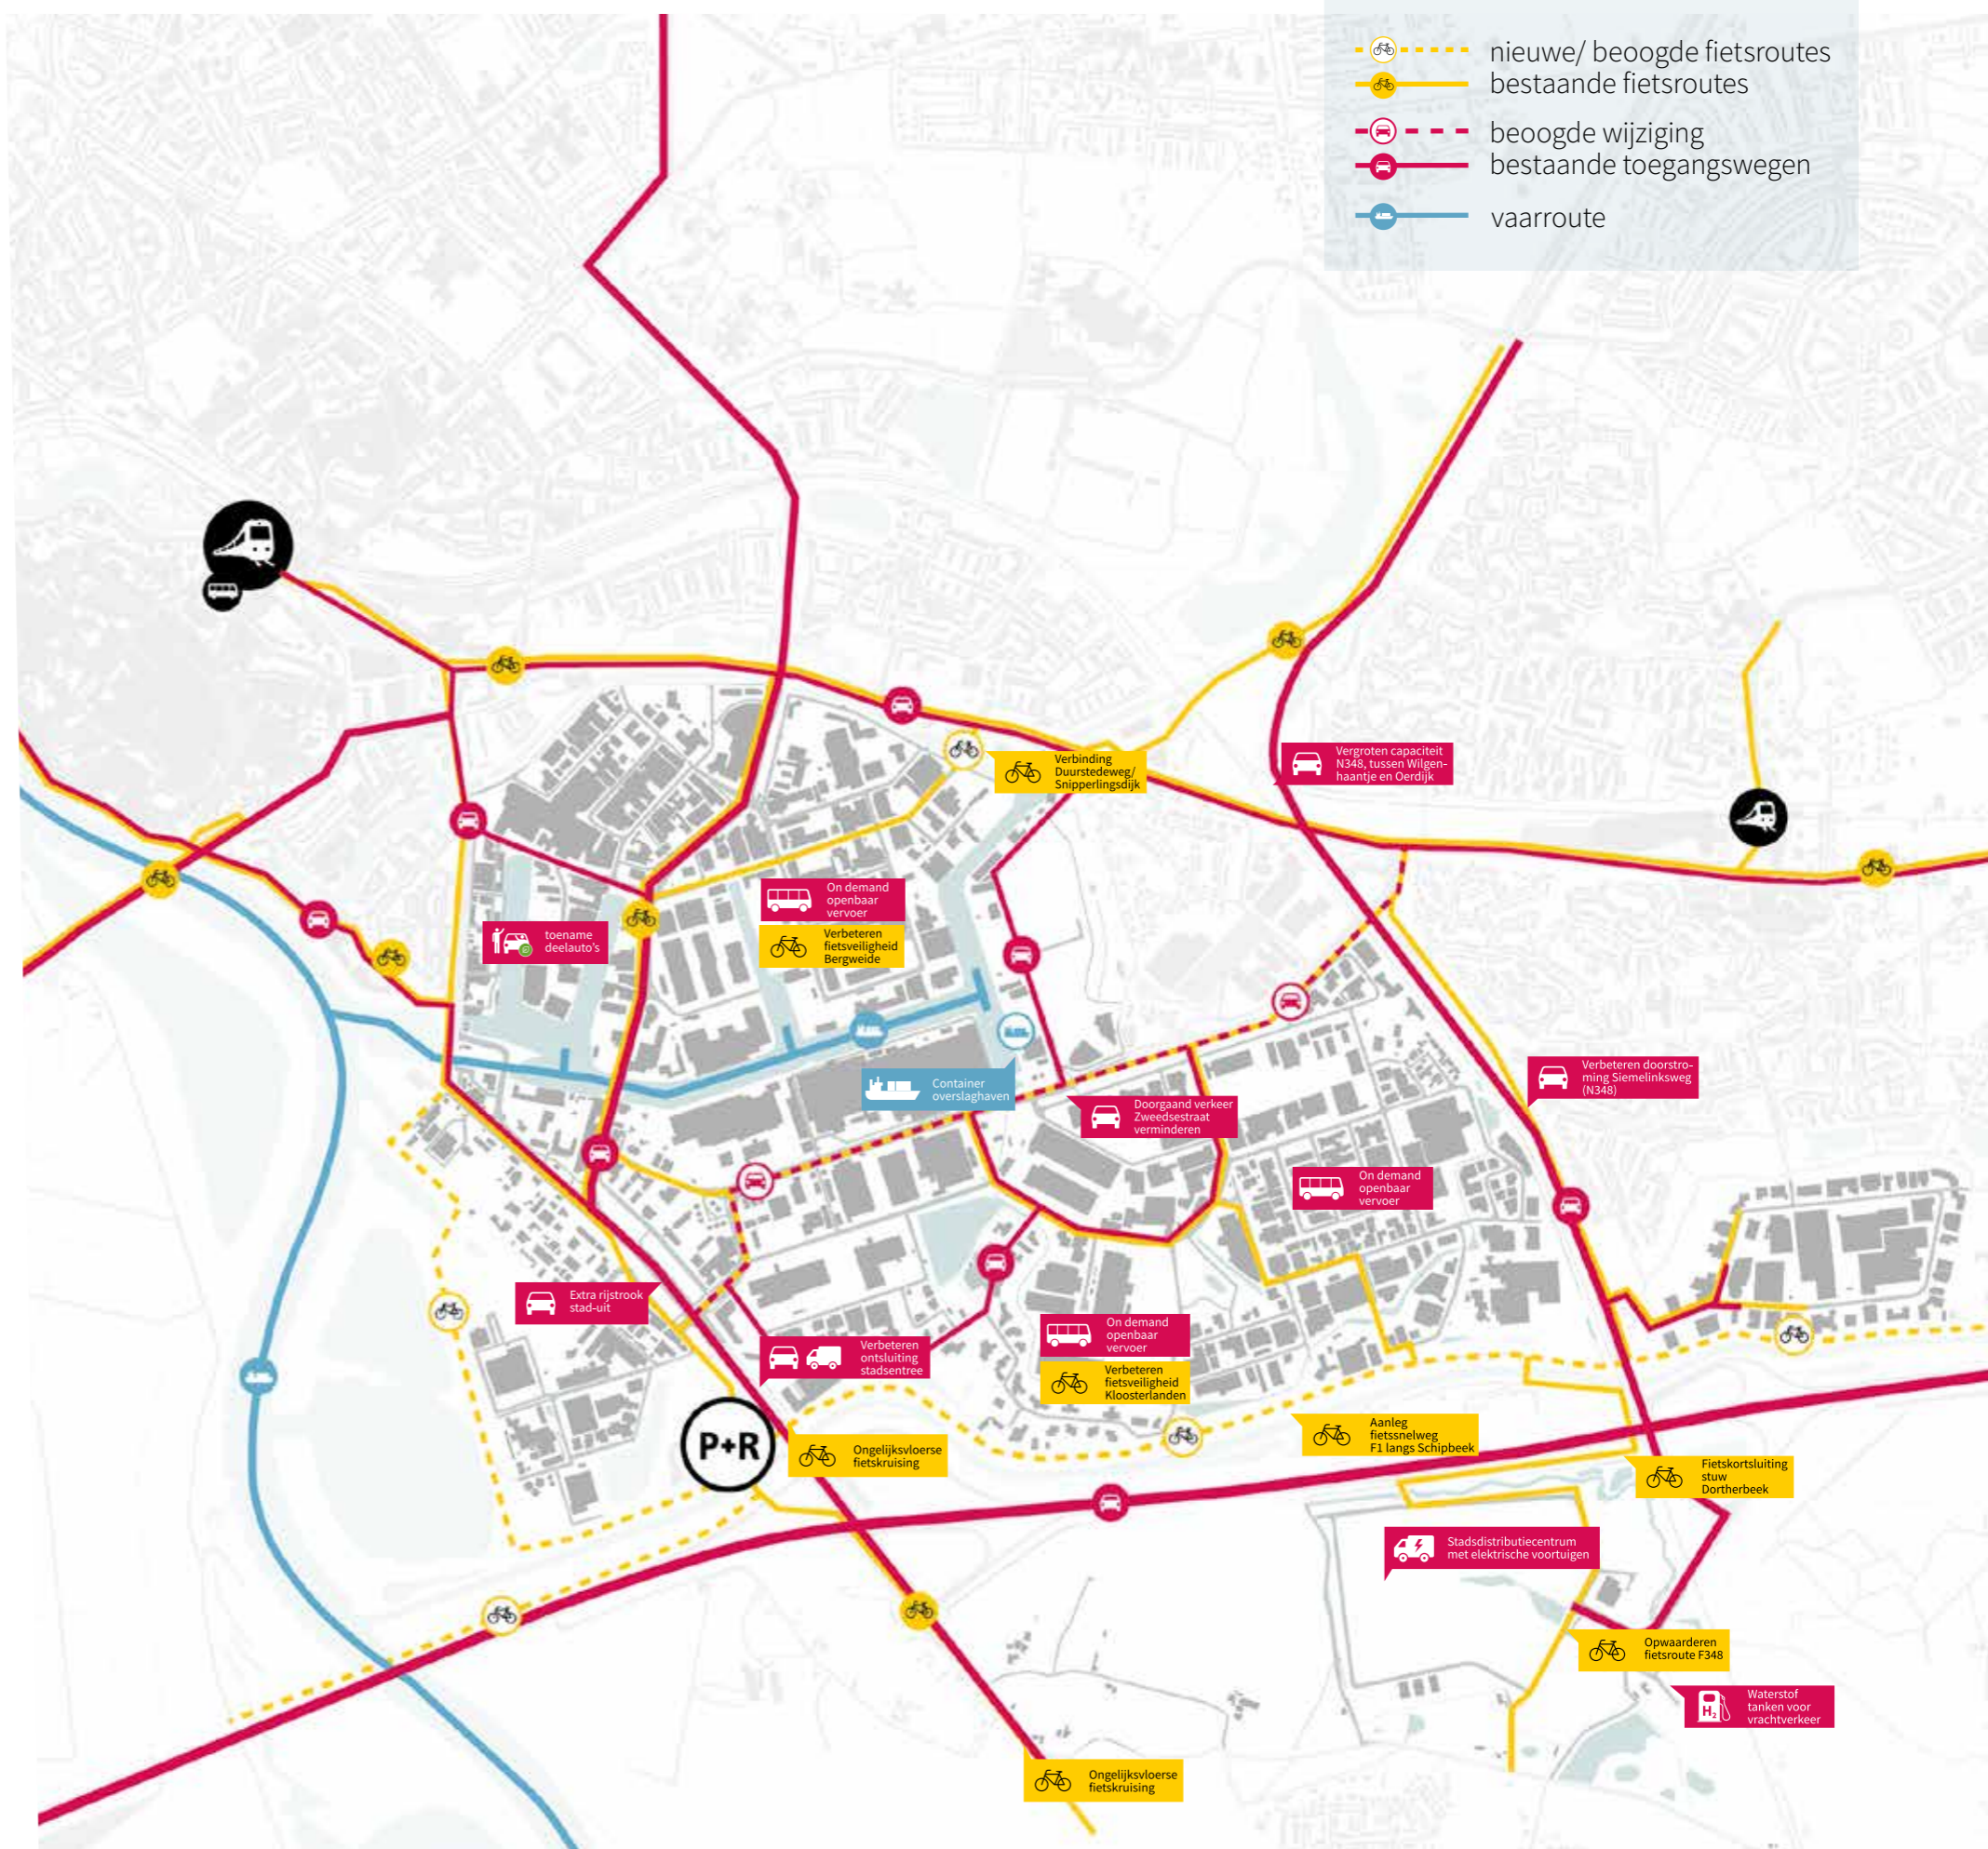 nieuwe/ beoogde fietsroutes
bestaande fietsroutes
beoogde wijziging
bestaande toegangswegen
vaarroute
Verbinding
Duurstedeweg/
Snipperlingsdijk
Vergroten capaciteit
N348, tussen Wilgen-
haantje en Oerdijk
On demand
openbaar
vervoer
Verbeteren
fietsveiligheid
Bergweide
toename
deelauto's
Container
overslaghaven
Doorgaand verkeer
Zweedsestraat
verminderen
Verbeteren doorstro-
ming Siemelinksweg
(N348)
On demand
openbaar
vervoer
Extra rijstrook
stad-uit
Verbeteren
ontsluiting
stadsentree
On demand
openbaar
vervoer
Verbeteren
fietsveiligheid
Kloosterlanden
P+R
Ongelijksvloerse
fietskruising
Aanleg
fietssnelweg
F1 langs Schipbeek
Fietskortsluiting
stuw
Dortherbeek
Stadsdistributiecentrum
met elektrische voortuigen
Opwaarderen
fietsroute F348
H₂
Waterstof
tanken voor
vrachtverkeer
Ongelijksvloerse
fietskruising